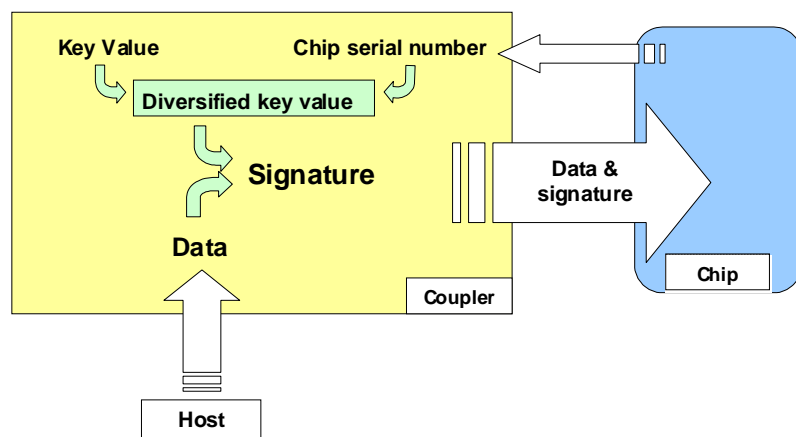 Key Value
Chip serial number
Diversified key value
Signature
Data &
signature
Data
Chip
Coupler
Host